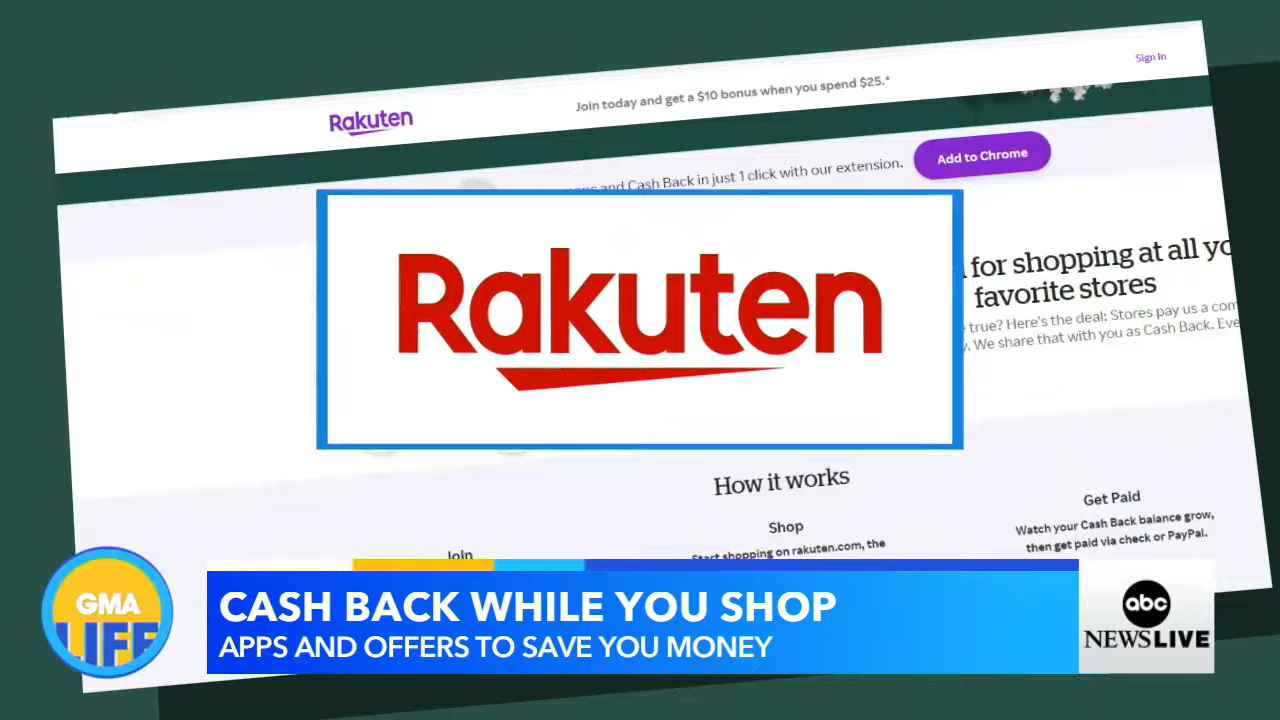 Sign In
Rakuten
Join today and get a $10 bonus when you spend $25.*
and Cash Back in just 1 click with our extension.
Add to Chrome
Rakuten
for shopping at all
favorite stores
true? Here's the deal: Stores pay us a
We share that with you as Cash Back.
How it works
Join
Shop
Start shopping on rakuten.com, the
Get Paid
Watch your Cash Back balance grow,
then get paid via check or PayPal.
GMA
LIFE
CASH BACK WHILE YOU SHOP
APPS AND OFFERS TO SAVE YOU MONEY
abc
NEWS LIVE